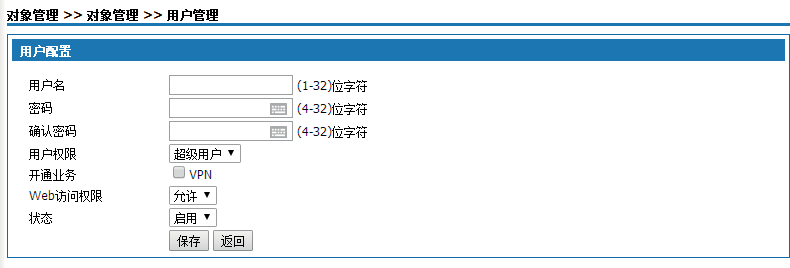 对象管理 >> 对象管理 >> 用户管理
用户配置
用户名 (1-32)位字符
密码 (4-32)位字符
确认密码 (4-32)位字符
用户权限 超级用户
开通业务 VPN
Web访问权限 允许
状态 启用
保存 返回